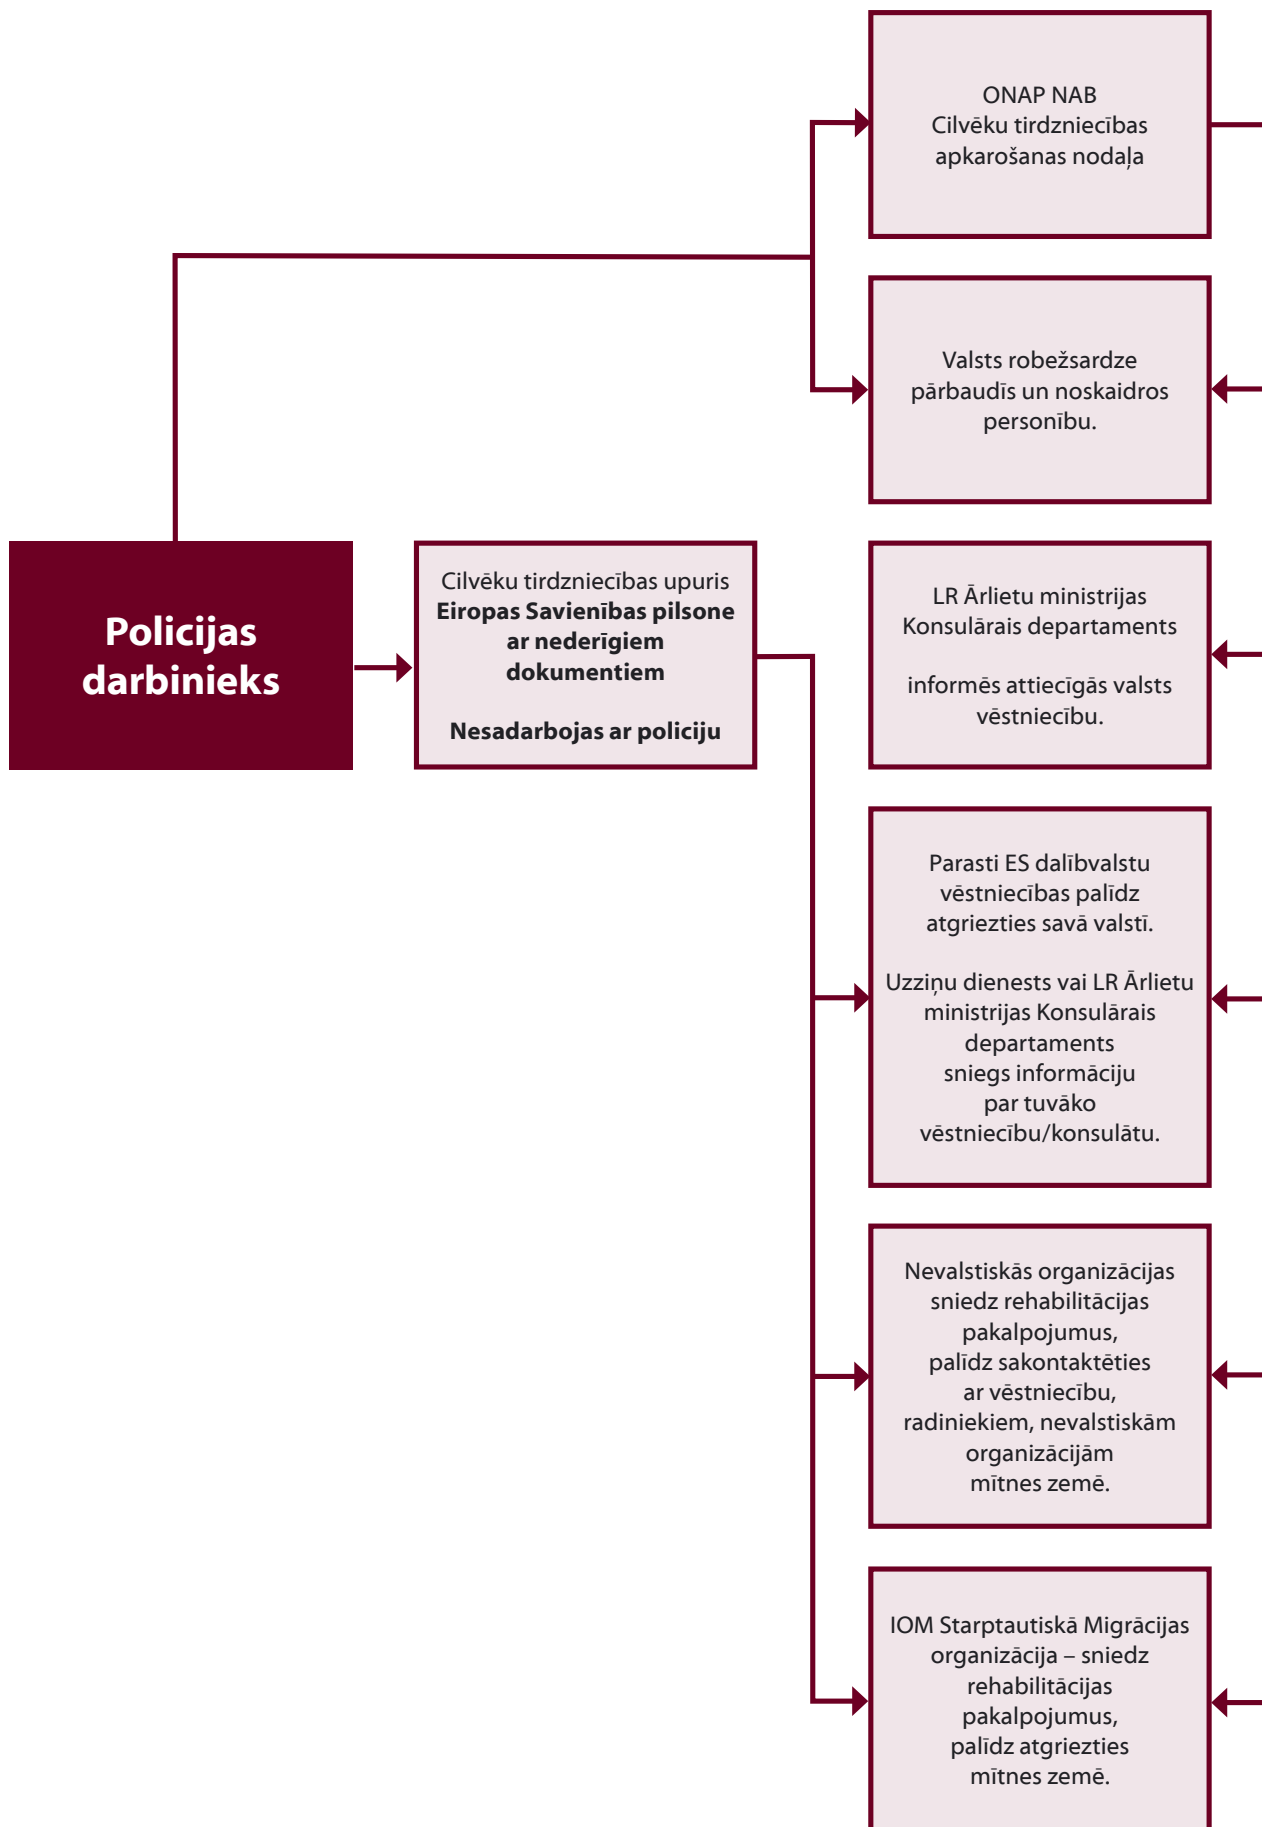 Policijas
darbinieks
Cilvēku tirdzniecības upuris
Eiropas Savienības pilsone
ar nederīgiem
dokumentiem
Nesadarbojas ar policiju
ONAP NAB
Cilvēku tirdzniecības
apkarošanas nodaļa
Valsts robežsardze
pārbaudīs un noskaidros
personību.
LR Ārlietu ministrijas
Konsulārais departaments
informēs attiecīgās valsts
vēstniecību.
Parasti ES dalībvalstu
vēstniecības palīdz
atgriezties savā valstī.
Uzziņu dienests vai LR Ārlietu
ministrijas Konsulārais
departaments
sniegs informāciju
par tuvāko
vēstniecību/konsulātu.
Nevalstiskās organizācijas
sniedz rehabilitācijas
pakalpojumus,
palīdz sakontaktēties
ar vēstniecību,
radiniekiem, nevalstiskām
organizācijām
mītnes zemē.
IOM Starptautiskā Migrācijas
organizācija – sniedz
rehabilitācijas
pakalpojumus,
palīdz atgriezties
mītnes zemē.